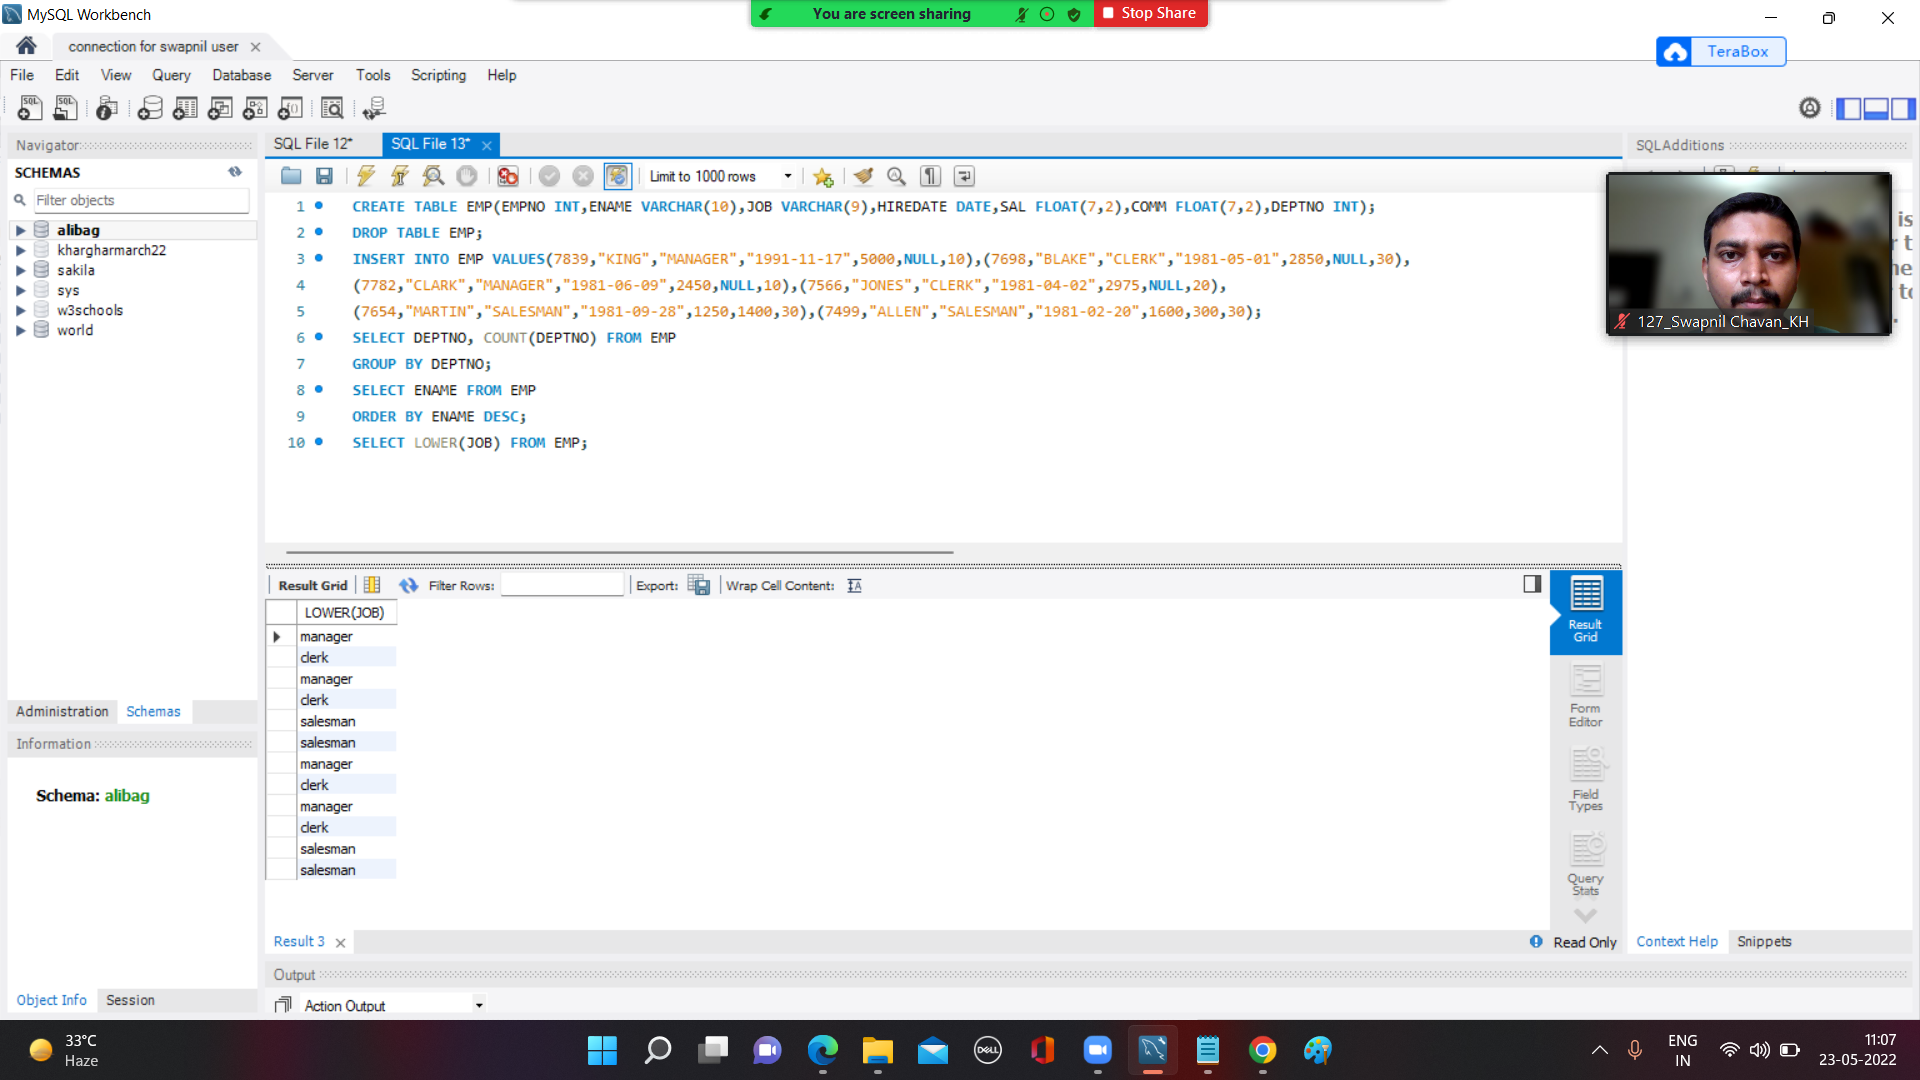 MySQL Workbench
You are screen sharing
Stop Share
connection for swapnil user
TeraBox
File Edit View Query Database Server Tools Scripting Help
Navigator
SCHEMAS
Filter objects
alibag
khargharmarch22
sakila
sys
w3schools
world
Administration Schemas
Information
Schema: alibag
Object Info Session
SQL File 12* SQL File 13*
Limit to 1000 rows
1 CREATE TABLE EMP(EMPNO INT,ENAME VARCHAR(10),JOB VARCHAR(9),HIREDATE DATE,SAL FLOAT(7,2),COMM FLOAT(7,2),DEPTNO INT);
2 DROP TABLE EMP;
3 INSERT INTO EMP VALUES(7839,"KING","MANAGER","1991-11-17",5000,NULL,10),(7698,"BLAKE","CLERK","1981-05-01",2850,NULL,30),
4 (7782,"CLARK","MANAGER","1981-06-09",2450,NULL,10),(7566,"JONES","CLERK","1981-04-02",2975,NULL,20),
5 (7654,"MARTIN","SALESMAN","1981-09-28",1250,1400,30),(7499,"ALLEN","SALESMAN","1981-02-20",1600,300,30);
6 SELECT DEPTNO, COUNT(DEPTNO) FROM EMP
7 GROUP BY DEPTNO;
8 SELECT ENAME FROM EMP
9 ORDER BY ENAME DESC;
10 SELECT LOWER(JOB) FROM EMP;
Result Grid Filter Rows: Export: Wrap Cell Content:
LOWER(JOB)
manager
clerk
manager
clerk
salesman
salesman
manager
clerk
manager
clerk
salesman
salesman
Result Grid
Form Editor
Field Types
Query Stats
Result 3
Read Only
Output
Action Output
SQLAdditions
127_Swapnil Chavan_KH
Context Help Snippets
33°C
Haze
DELL
ENG
IN
11:07
23-05-2022